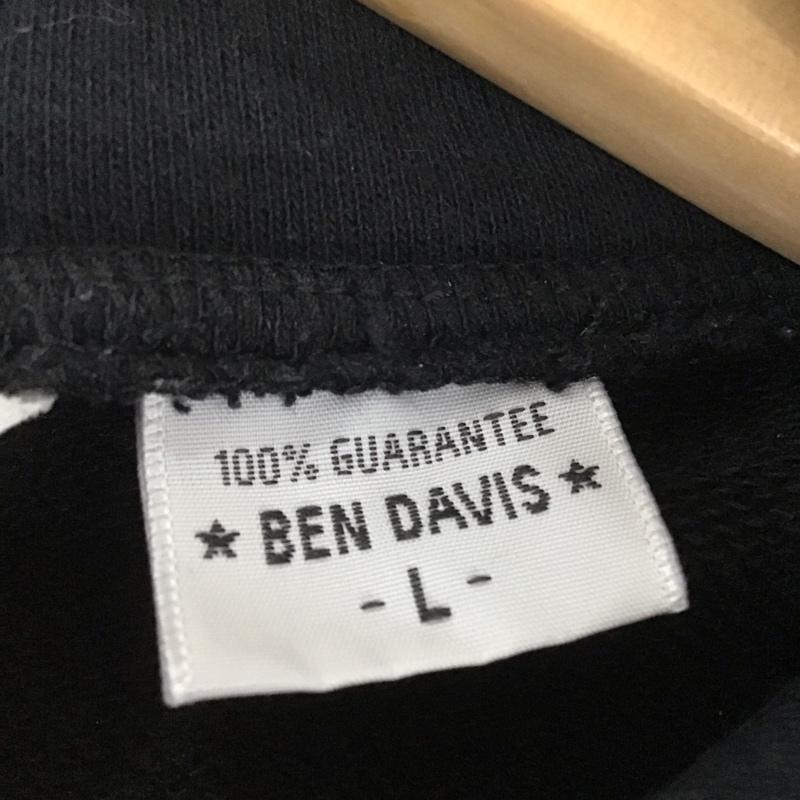 100% GUARANTEE
★ BEN DAVIS ★
- L -